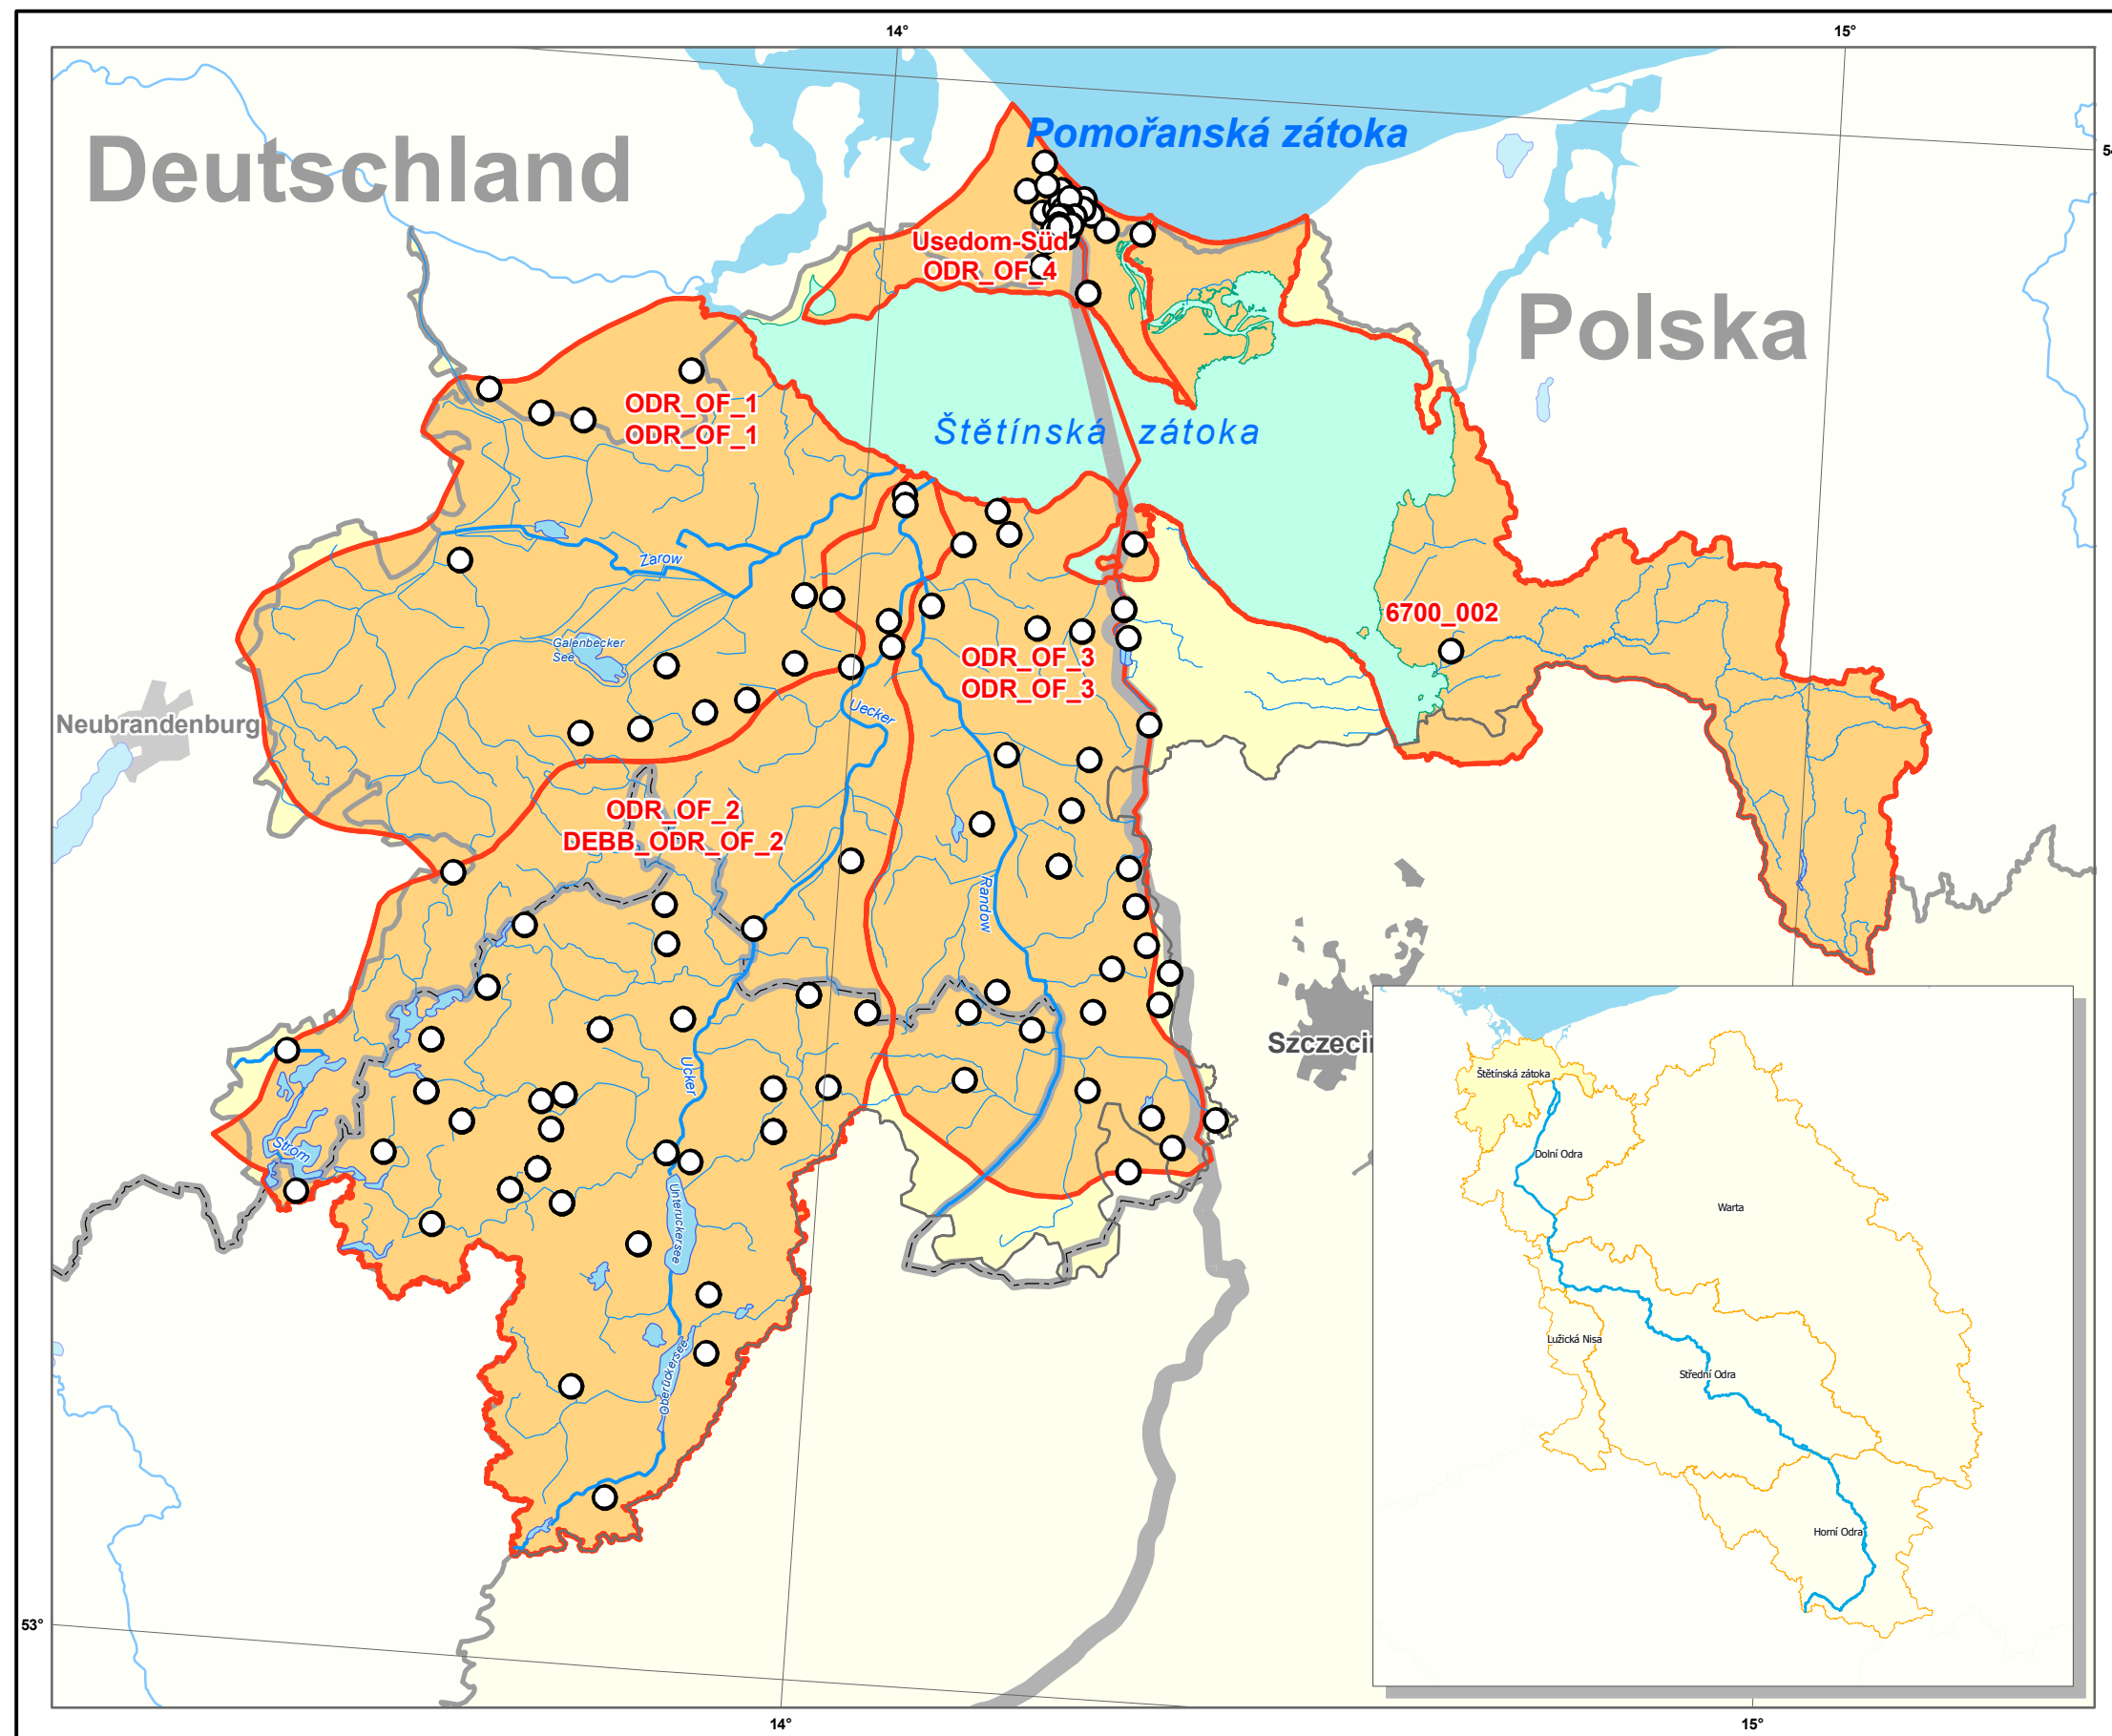 14°
15°
Deutschland
Pomořanská zátoka
Usedom-Süd
ODR_OF_4
Polska
ODR_OF_1
ODR_OF_1
Štětínská zátoka
Zarow
6700_002
Galenbecker
See
ODR_OF_3
ODR_OF_3
Neubrandenburg
Uecker
ODR_OF_2
DEBB_ODR_OF_2
Randow
Ucker
Strom
Unteruckersee
Oberückersee
Štětínská zátoka
Dolní Odra
Warta
Lužická Nisa
Střední Odra
Horní Odra
53°
14°
15°